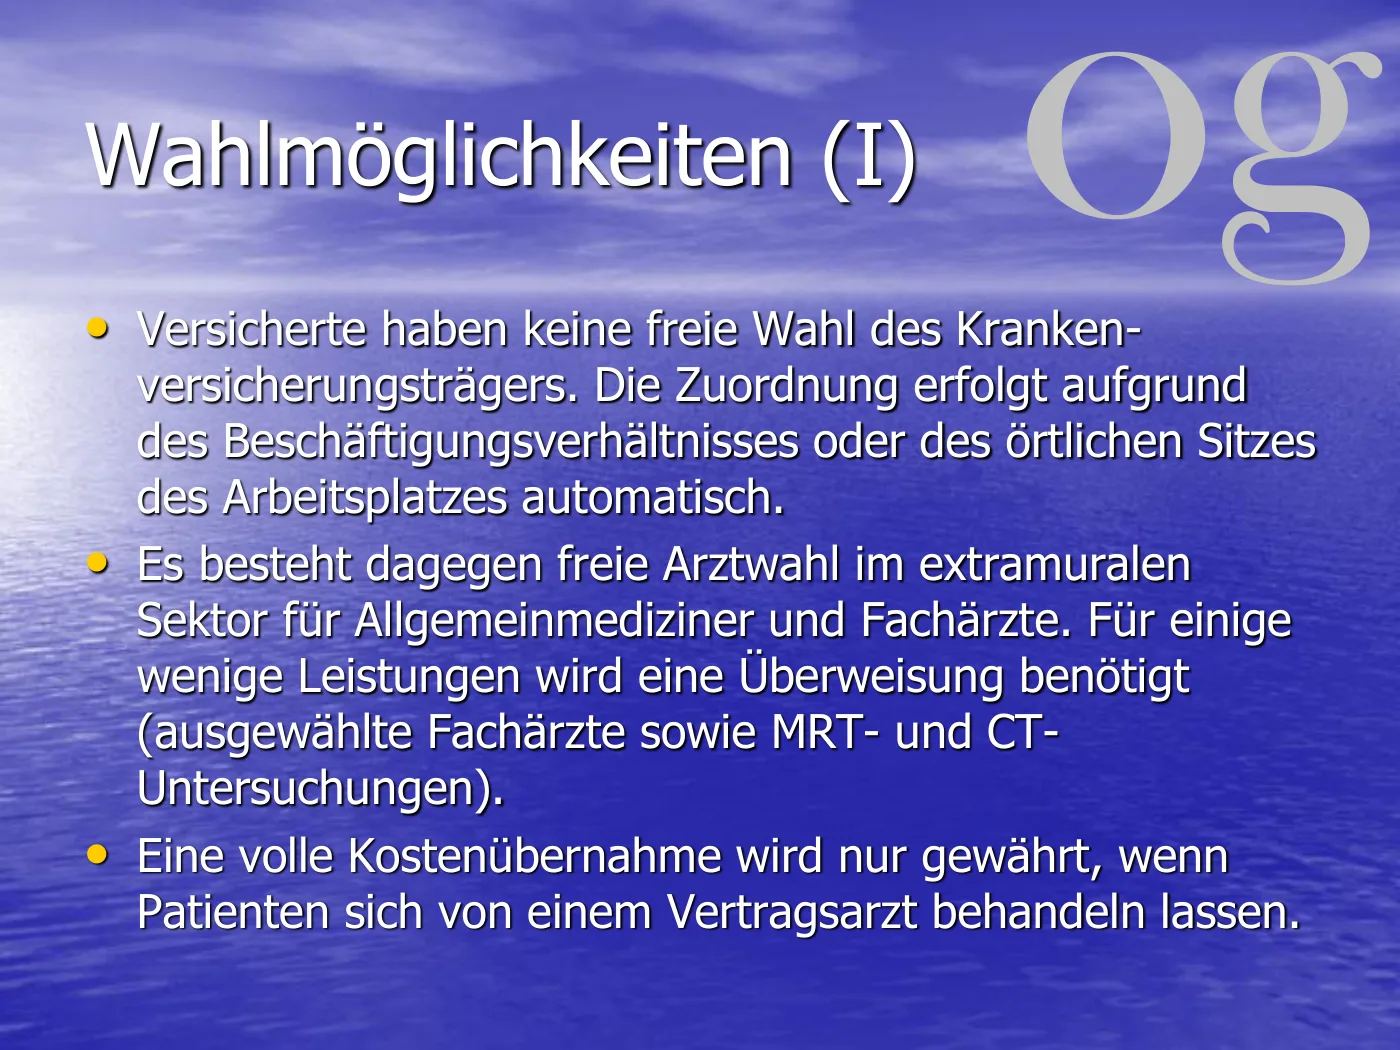 og
Wahlmöglichkeiten (I)
• Versicherte haben keine freie Wahl des Kranken-
versicherungsträgers. Die Zuordnung erfolgt aufgrund
des Beschäftigungsverhältnisses oder des örtlichen Sitzes
des Arbeitsplatzes automatisch.
• Es besteht dagegen freie Arztwahl im extramuralen
Sektor für Allgemeinmediziner und Fachärzte. Für einige
wenige Leistungen wird eine Überweisung benötigt
(ausgewählte Fachärzte sowie MRT- und CT-
Untersuchungen).
• Eine volle Kostenübernahme wird nur gewährt, wenn
Patienten sich von einem Vertragsarzt behandeln lassen.